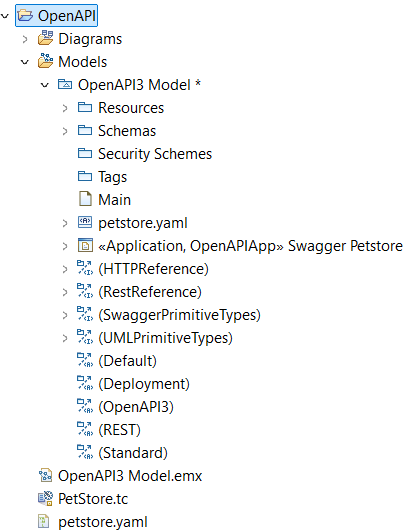 OpenAPI
Diagrams
Models
OpenAPI3 Model *
Resources
Schemas
Security Schemes
Tags
Main
petstore.yaml
«Application, OpenAPIApp» Swagger Petstore
(HTTPReference)
(RestReference)
(SwaggerPrimitiveTypes)
(UMLPrimitiveTypes)
(Default)
(Deployment)
(OpenAPI3)
(REST)
(Standard)
OpenAPI3 Model.emx
PetStore.tc
petstore.yaml